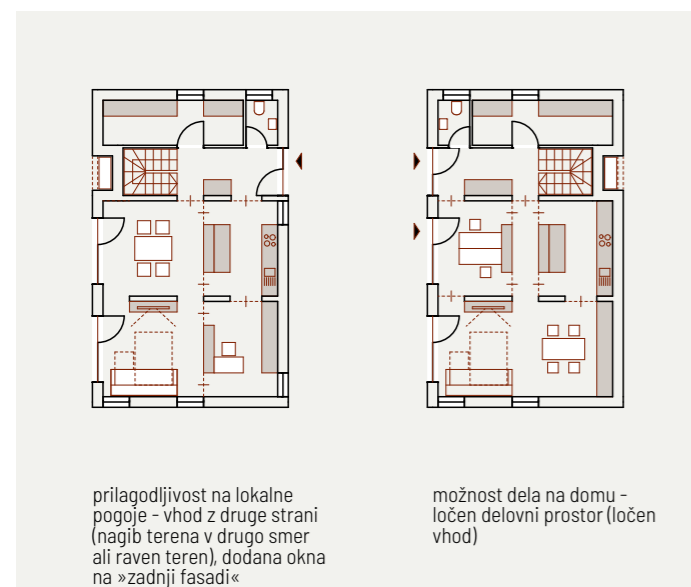 prilagodljivost na lokalne
pogoje - vhod z druge strani
(nagib terena v drugo smer
ali raven teren), dodana okna
na »zadnji fasadi«
možnost dela na domu -
ločen delovni prostor (ločen
vhod)